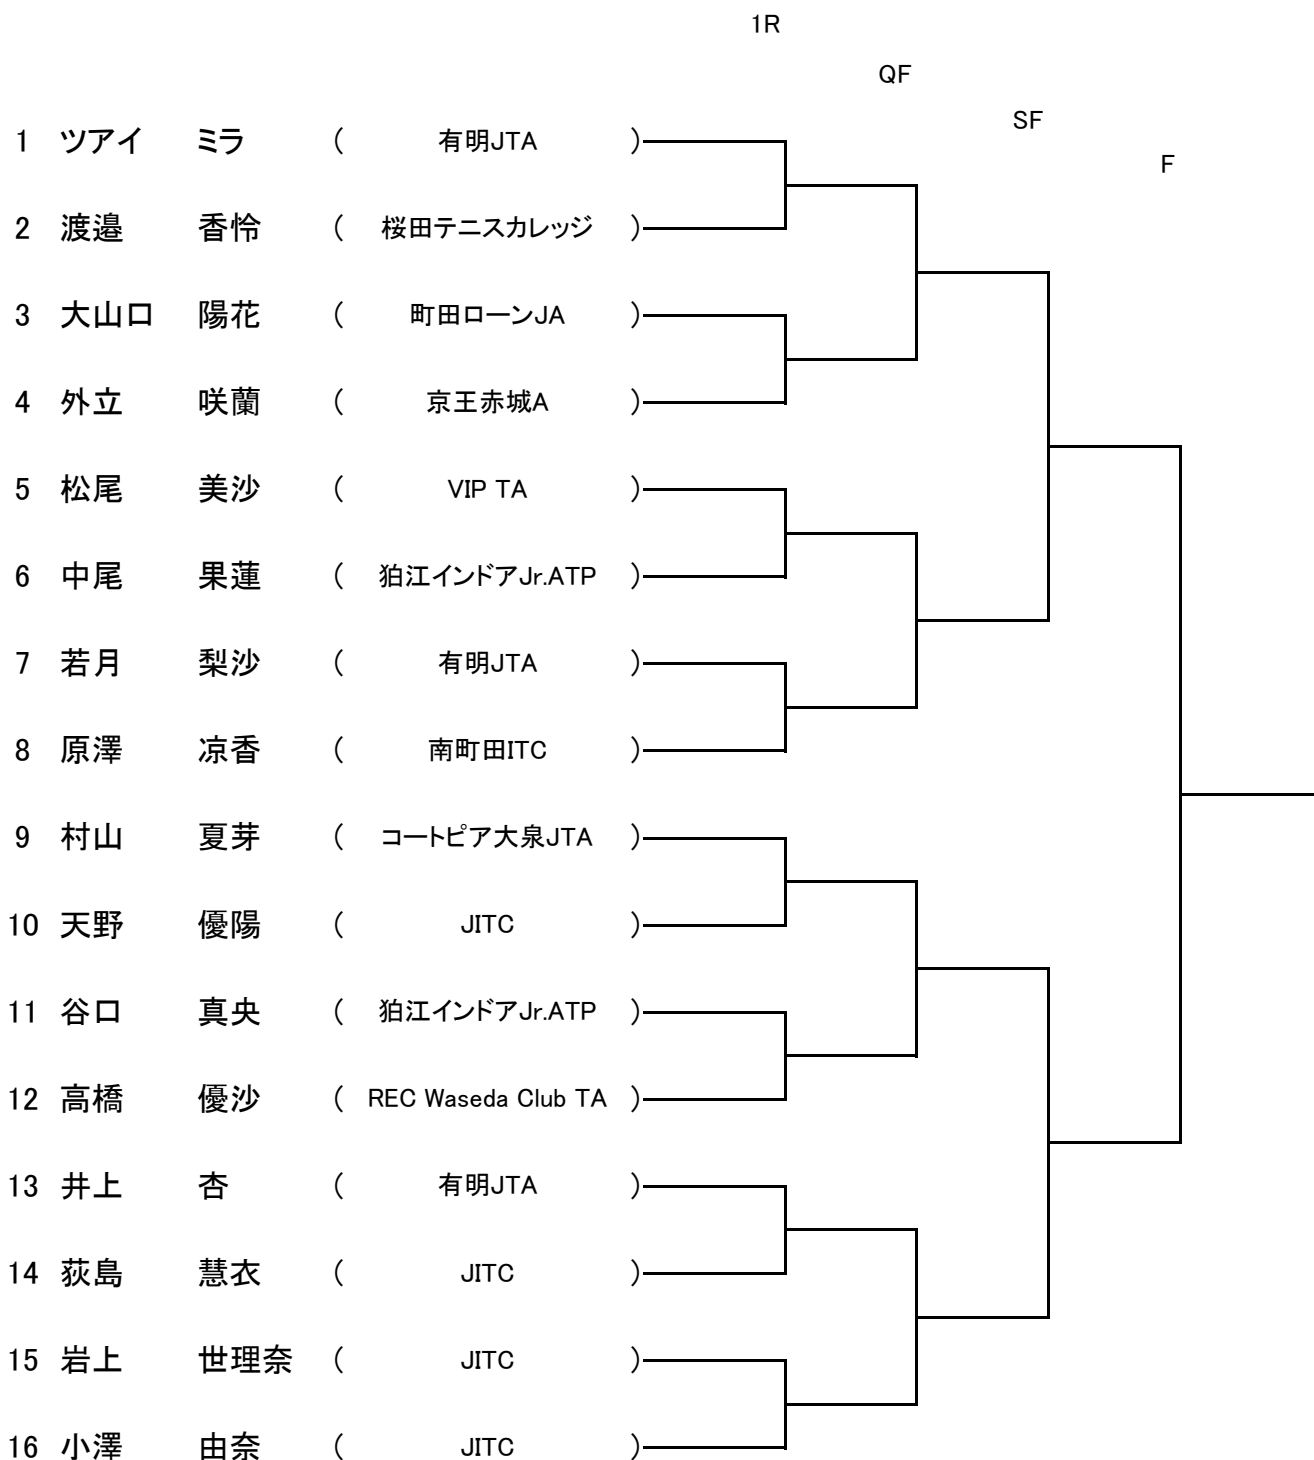 1R
QF
SF
F
1 ツアイ ミラ ( 有明JTA )
2 渡邉 香怜 ( 桜田テニスカレッジ )
3 大山口 陽花 ( 町田ローンJA )
4 外立 咲蘭 ( 京王赤城A )
5 松尾 美沙 ( VIP TA )
6 中尾 果蓮 ( 狛江インドアJr.ATP )
7 若月 梨沙 ( 有明JTA )
8 原澤 凉香 ( 南町田ITC )
9 村山 夏芽 ( コートピア大泉JTA )
10 天野 優陽 ( JITC )
11 谷口 真央 ( 狛江インドアJr.ATP )
12 高橋 優沙 ( REC Waseda Club TA )
13 井上 杏 ( 有明JTA )
14 荻島 慧衣 ( JITC )
15 岩上 世理奈 ( JITC )
16 小澤 由奈 ( JITC )